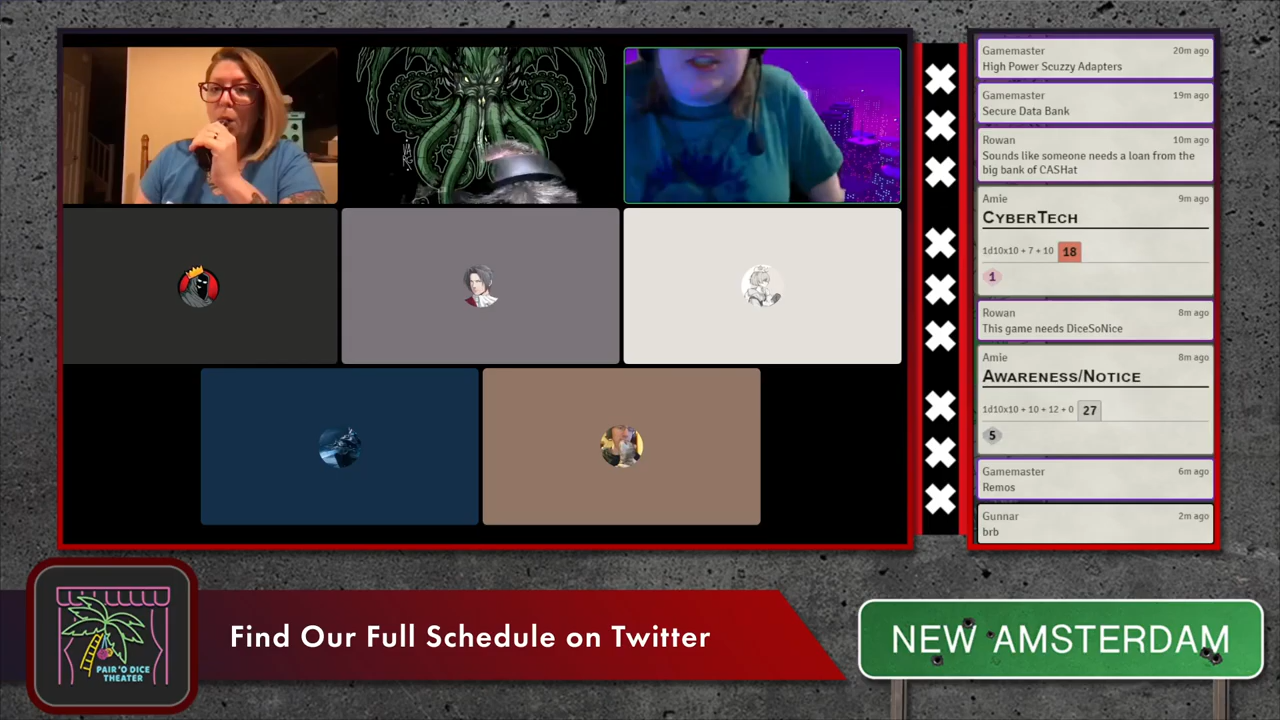 Gamemaster 20m ago
High Power Scuzzy Adapters
Gamemaster 19m ago
Secure Data Bank
Rowan 10m ago
Sounds like someone needs a loan from the
big bank of CASHat
Amie 9m ago
CYBERTECH
1d10x10 + 7 + 10 18
1
Rowan 8m ago
This game needs DiceSoNice
Amie 8m ago
AWARENESS/NOTICE
1d10x10 + 10 + 12 + 0 27
5
Gamemaster 6m ago
Remos
Gunnar 2m ago
brb
PAIR'O DICE
THEATER
Find Our Full Schedule on Twitter
NEW AMSTERDAM